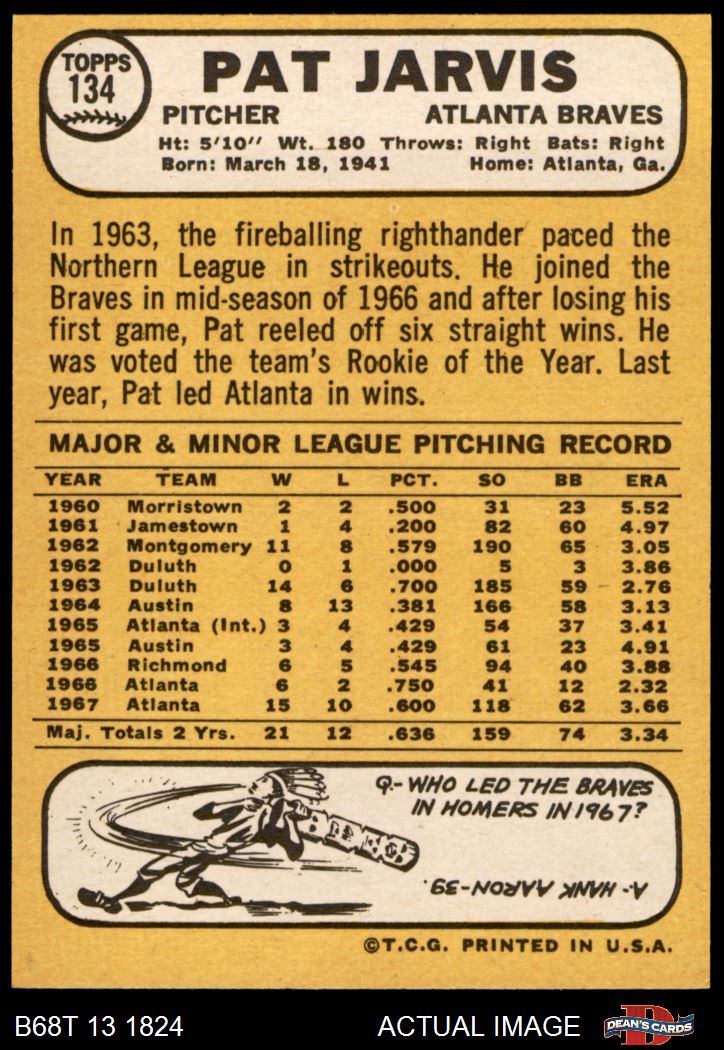 TOPPS
134
PAT JARVIS
PITCHER ATLANTA BRAVES
Ht: 5'10" Wt. 180 Throws: Right Bats: Right
Born: March 18, 1941 Home: Atlanta, Ga.
In 1963, the fireballing righthander paced the
Northern League in strikeouts. He joined the
Braves in mid-season of 1966 and after losing his
first game, Pat reeled off six straight wins. He
was voted the team's Rookie of the Year. Last
year, Pat led Atlanta in wins.
MAJOR & MINOR LEAGUE PITCHING RECORD
YEAR TEAM W L PCT. SO BB ERA
1960 Morristown 2 2 .500 31 23 5.52
1961 Jamestown 1 4 .200 82 60 4.97
1962 Montgomery 11 8 .579 190 65 3.05
1962 Duluth 0 1 .000 5 3 3.86
1963 Duluth 14 6 .700 185 59 2.76
1964 Austin 8 13 .381 166 58 3.13
1965 Atlanta (Int.) 3 4 .429 54 37 3.41
1965 Austin 3 4 .429 61 23 4.91
1966 Richmond 6 5 .545 94 40 3.88
1966 Atlanta 6 2 .750 41 12 2.32
1967 Atlanta 15 10 .600 118 62 3.66
Maj. Totals 2 Yrs. 21 12 .636 159 74 3.34
Q.-WHO LED THE BRAVES
IN HOMERS IN 1967?
A.-HANK AARON-39.
©T.C.G. PRINTED IN U.S.A.
B68T 13 1824 ACTUAL IMAGE
DEAN'S CARDS